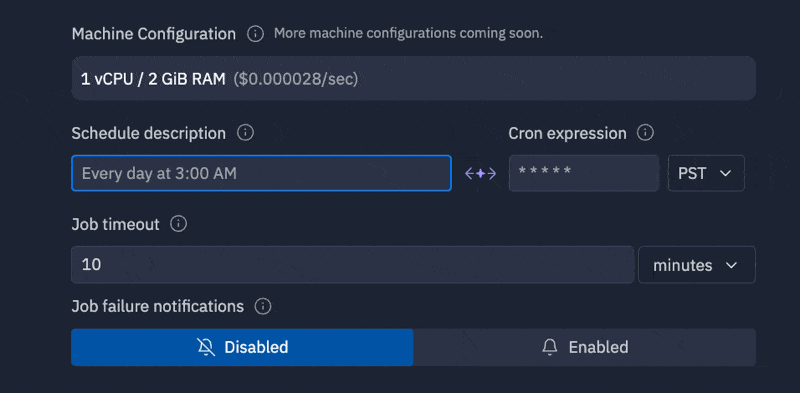 Machine Configuration More machine configurations coming soon.
1 vCPU / 2 GiB RAM ($0.000028/sec)
Schedule description Cron expression
Every day at 3:00 AM * * * * * PST
Job timeout
10 minutes
Job failure notifications
Disabled Enabled